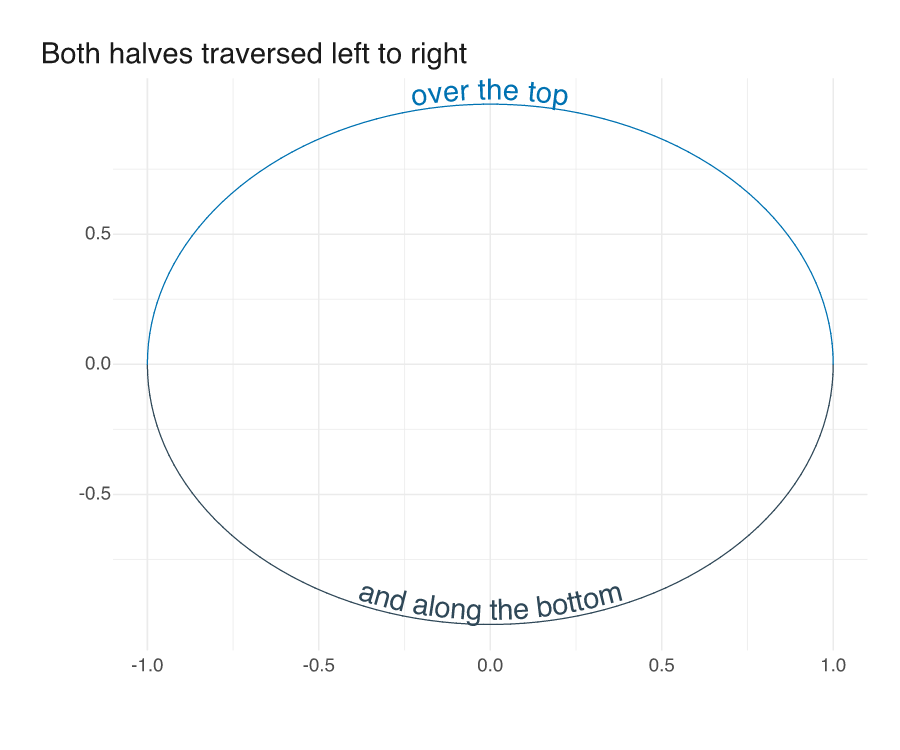 Both halves traversed left to right
over the top
0.5
0.0
-0.5
and along the bottom
-1.0 -0.5 0.0 0.5 1.0